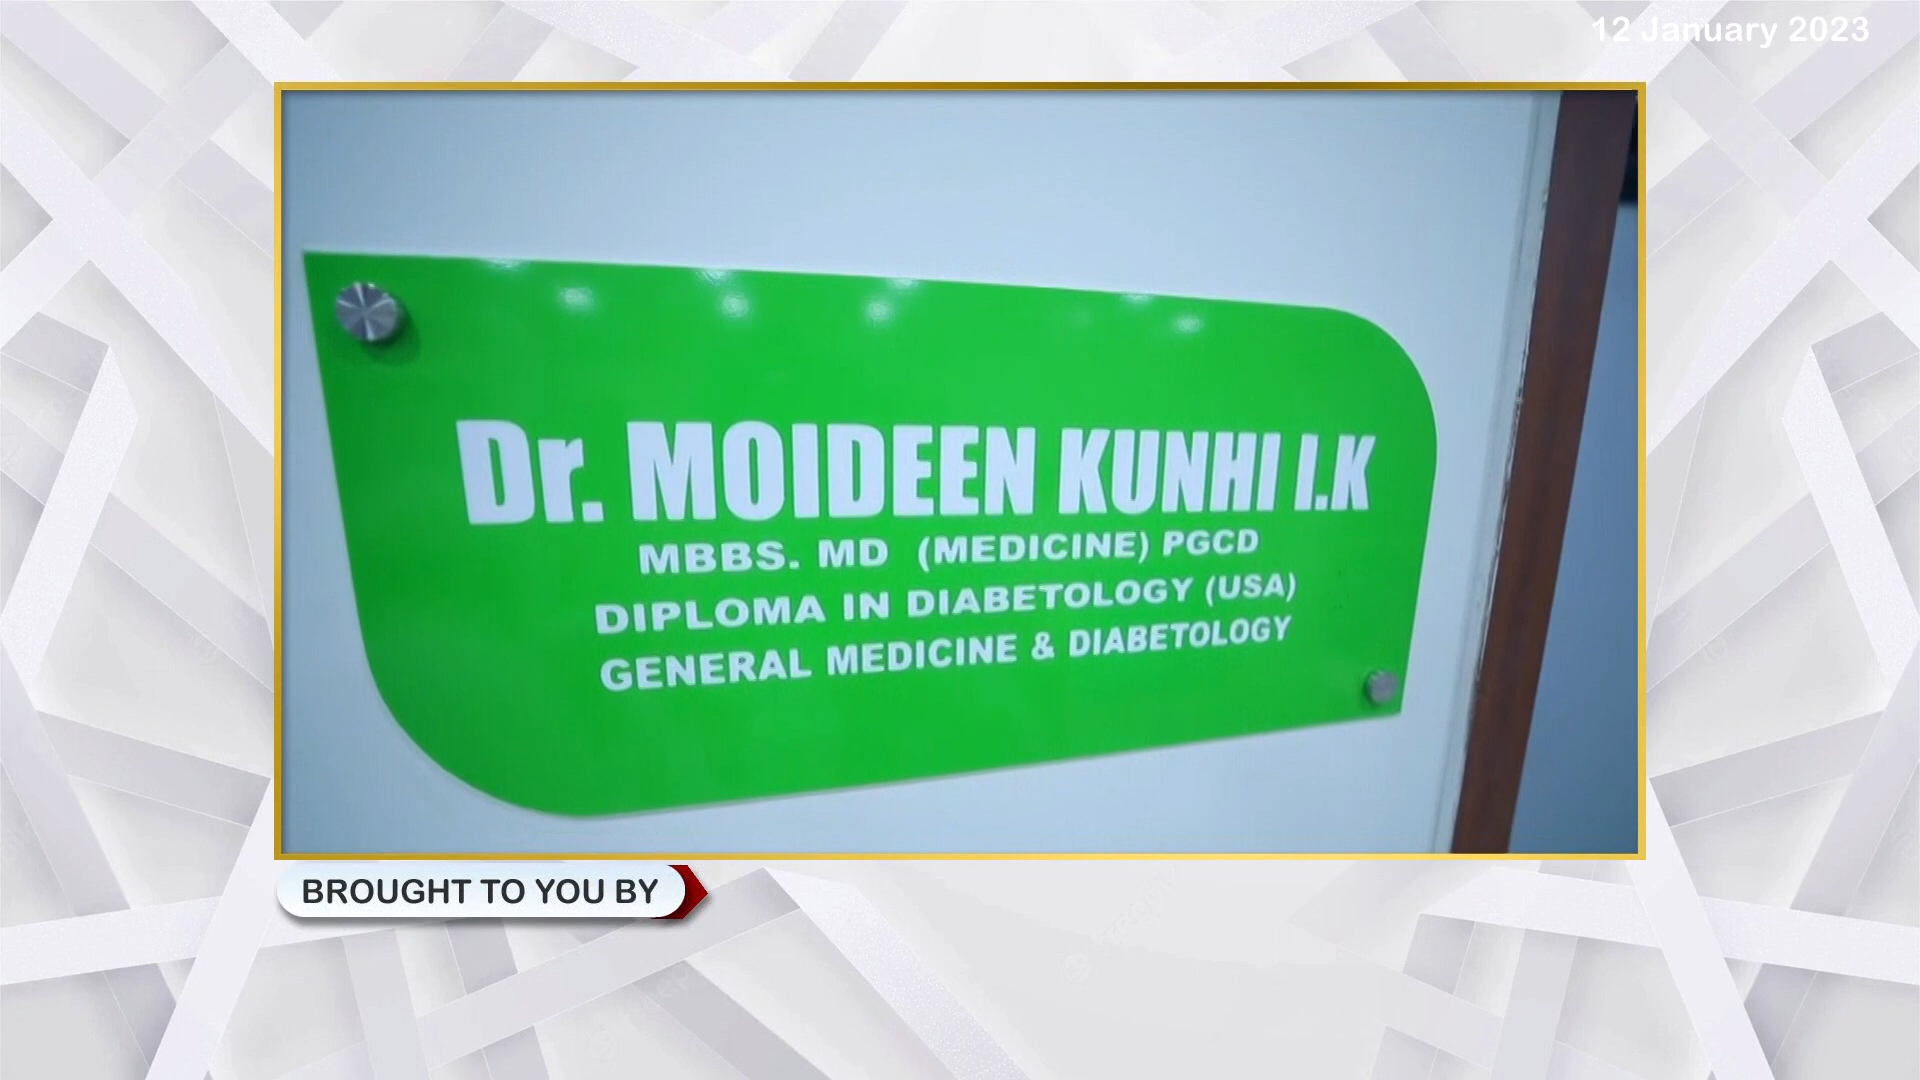 12 January 2023
Dr. MOIDEEN KUNHI I.K
MBBS. MD (MEDICINE) PGCD
DIPLOMA IN DIABETOLOGY (USA)
GENERAL MEDICINE & DIABETOLOGY
BROUGHT TO YOU BY